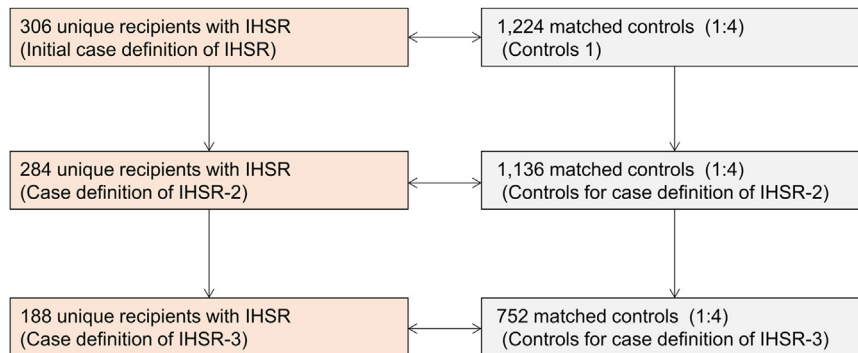 306 unique recipients with IHSR
(Initial case definition of IHSR)
1,224 matched controls (1:4)
(Controls 1)
284 unique recipients with IHSR
(Case definition of IHSR-2)
1,136 matched controls (1:4)
(Controls for case definition of IHSR-2)
188 unique recipients with IHSR
(Case definition of IHSR-3)
752 matched controls (1:4)
(Controls for case definition of IHSR-3)